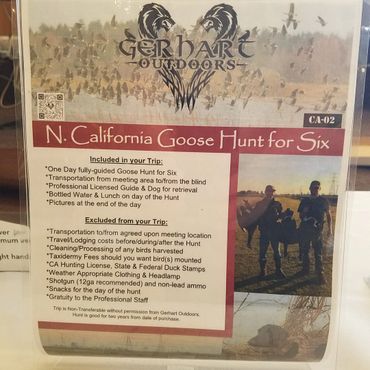 GERHART
OUTDOORS
CA-02
N. California Goose Hunt for Six
Included in your Trip:
*One Day fully-guided Goose Hunt for Six
*Transportation from meeting area to/from the blind
*Professional Licensed Guide & Dog for retrieval
*Bottled Water & Lunch on day of the Hunt
*Pictures at the end of the day
Excluded from your Trip:
*Transportation to/from agreed upon meeting location
*Travel/Lodging costs before/during/after the Hunt
*Cleaning/Processing of any birds harvested
*Taxidermy Fees should you want bird(s) mounted
*CA Hunting License, State & Federal Duck Stamps
*Weather Appropriate Clothing & Headlamp
*Shotgun (12ga recommended) and non-lead ammo
*Snacks for the day of the hunt
*Gratuity to the Professional Staff
Trip is Non-Transferable without permission from Gerhart Outdoors.
Hunt is good for two years from date of purchase.